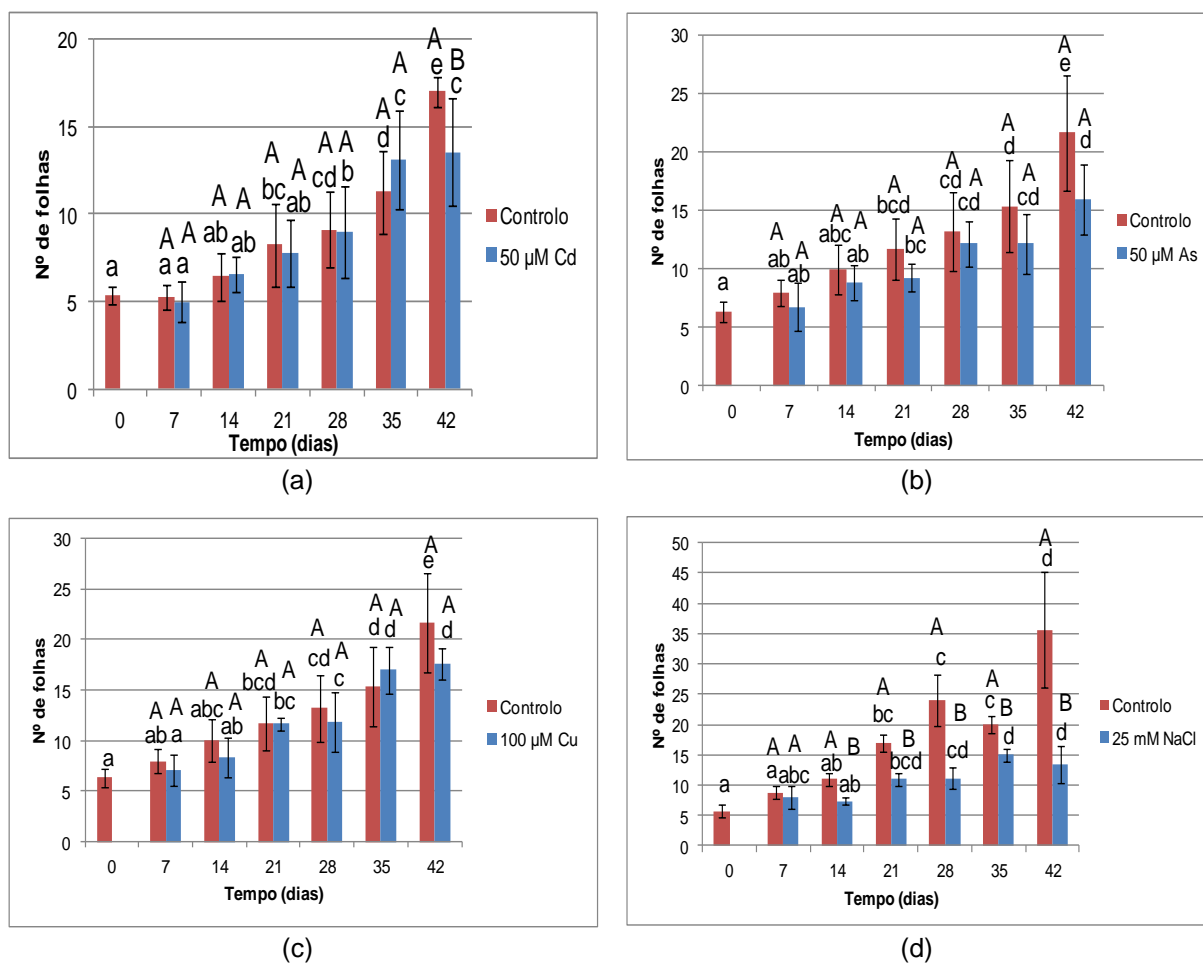 20
15
10
5
0
Nº de folhas
a
A A
a a
A A
ab ab
A A
bc ab
A A
cd b
A A
d c
A B
e c
0 7 14 21 28 35 42
Tempo (dias)
Controlo
50 µM Cd
(a)
30
25
20
15
10
5
0
Nº de folhas
a
A A
ab ab
A A
abc ab
A A
bcd bc
A A
cd cd
A A
d cd
A A
e d
0 7 14 21 28 35 42
Tempo (dias)
Controlo
50 µM As
(b)
30
25
20
15
10
5
0
Nº de folhas
a
A A
ab a
A A
abc ab
A A
bcd bc
A A
cd c
A A
d d
A A
e d
0 7 14 21 28 35 42
Tempo (dias)
Controlo
100 µM Cu
(c)
50
45
40
35
30
25
20
15
10
5
0
Nº de folhas
a
A A
a abc
A B
ab ab
A B
bc bcd
A B
c cd
A B
c d
A B
d d
0 7 14 21 28 35 42
Tempo (dias)
Controlo
25 mM NaCl
(d)